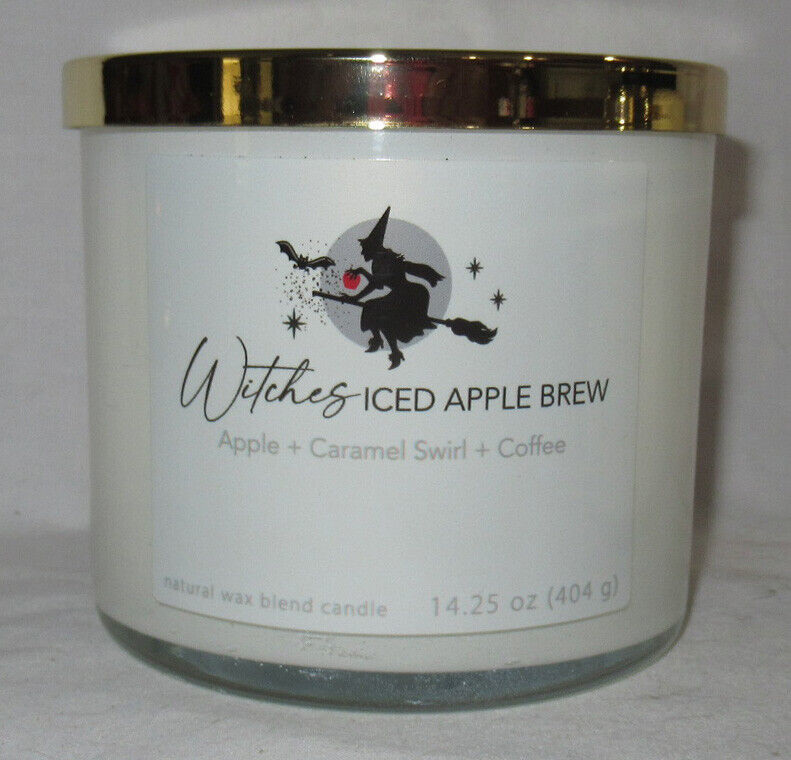 Witches ICED APPLE BREW
Apple + Caramel Swirl + Coffee
natural wax blend candle 14.25 oz (404 g)